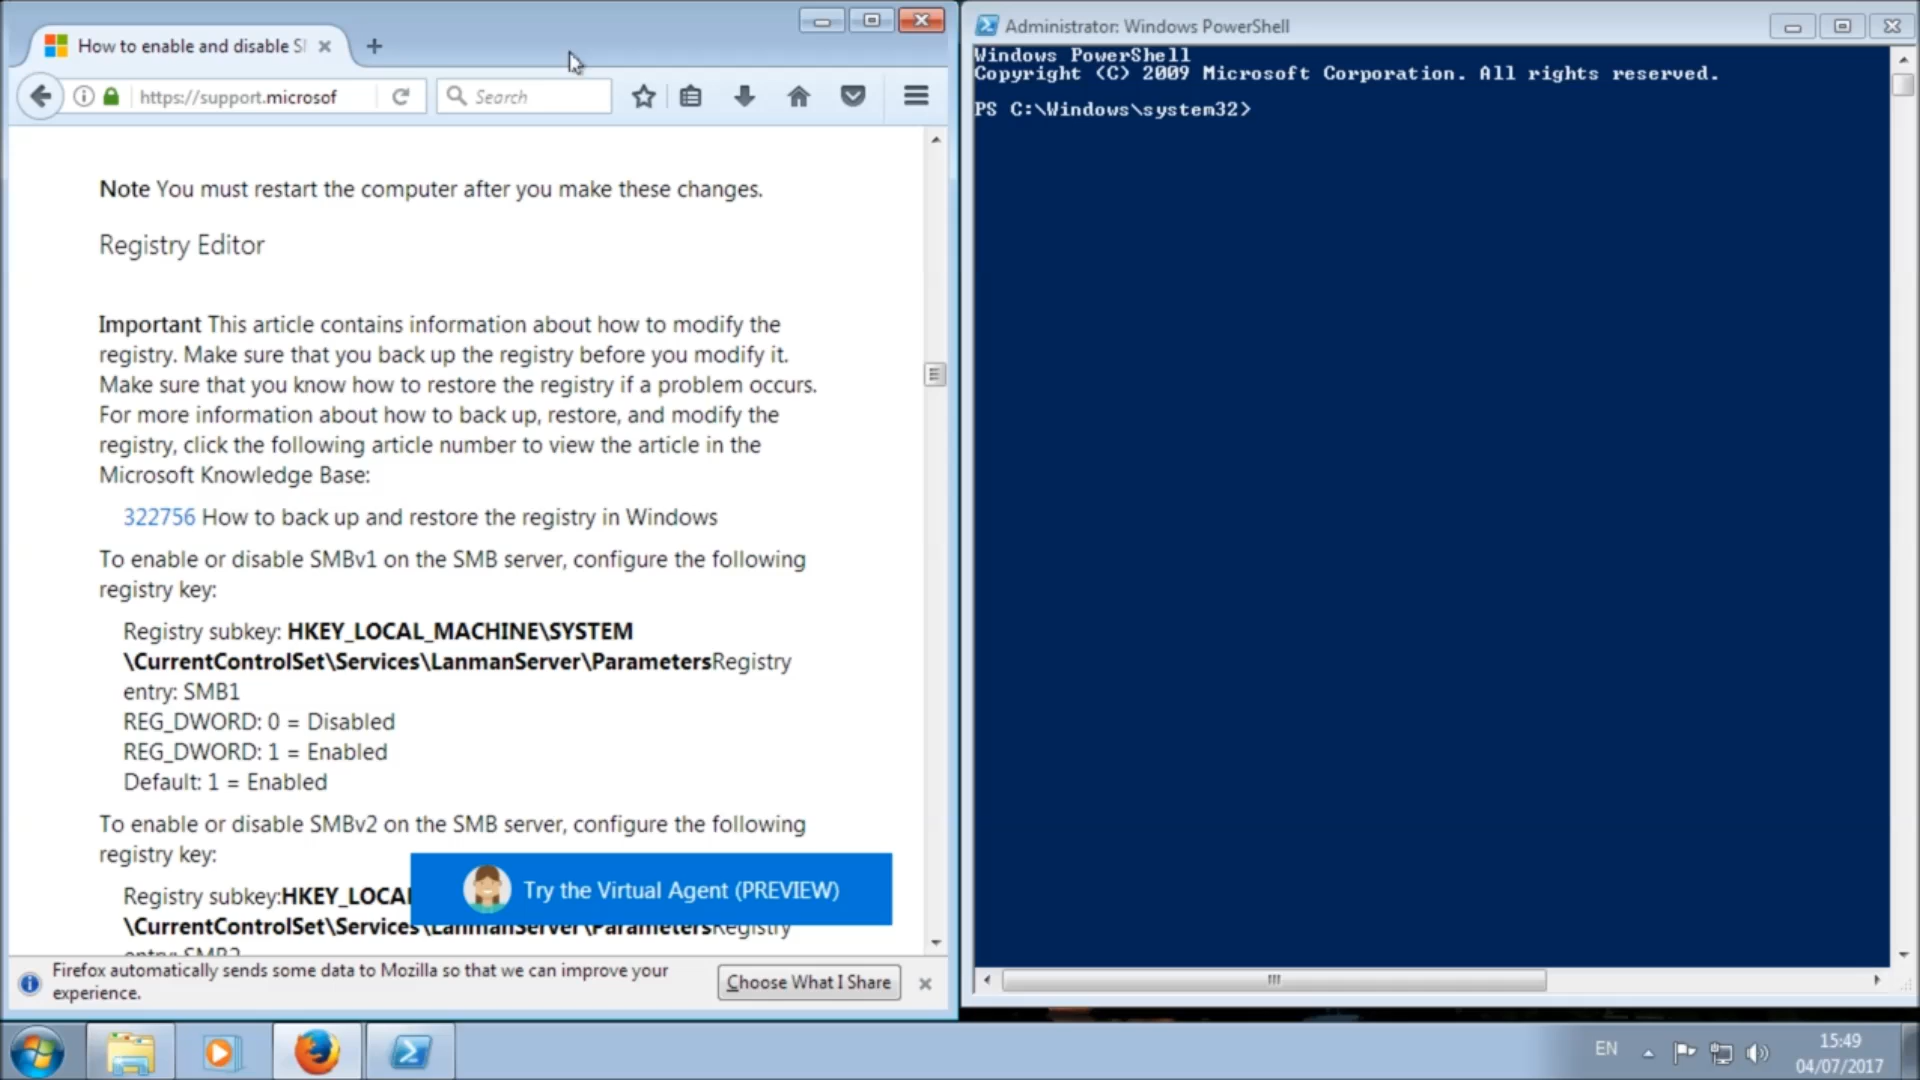 How to enable and disable S
https://support.microsof
Search
Note You must restart the computer after you make these changes.
Registry Editor
Important This article contains information about how to modify the
registry. Make sure that you back up the registry before you modify it.
Make sure that you know how to restore the registry if a problem occurs.
For more information about how to back up, restore, and modify the
registry, click the following article number to view the article in the
Microsoft Knowledge Base:
322756 How to back up and restore the registry in Windows
To enable or disable SMBv1 on the SMB server, configure the following
registry key:
Registry subkey: HKEY_LOCAL_MACHINE\SYSTEM
\CurrentControlSet\Services\LanmanServer\ParametersRegistry
entry: SMB1
REG_DWORD: 0 = Disabled
REG_DWORD: 1 = Enabled
Default: 1 = Enabled
To enable or disable SMBv2 on the SMB server, configure the following
registry key:
Registry subkey:HKEY_LOCAL
\CurrentControlSet\Services\LanmanServer\ParametersRegistry
entry: SMB2
Try the Virtual Agent (PREVIEW)
Firefox automatically sends some data to Mozilla so that we can improve your
experience.
Choose What I Share
Administrator: Windows PowerShell
Windows PowerShell
Copyright (C) 2009 Microsoft Corporation. All rights reserved.
PS C:\Windows\system32>
EN
15:49
04/07/2017